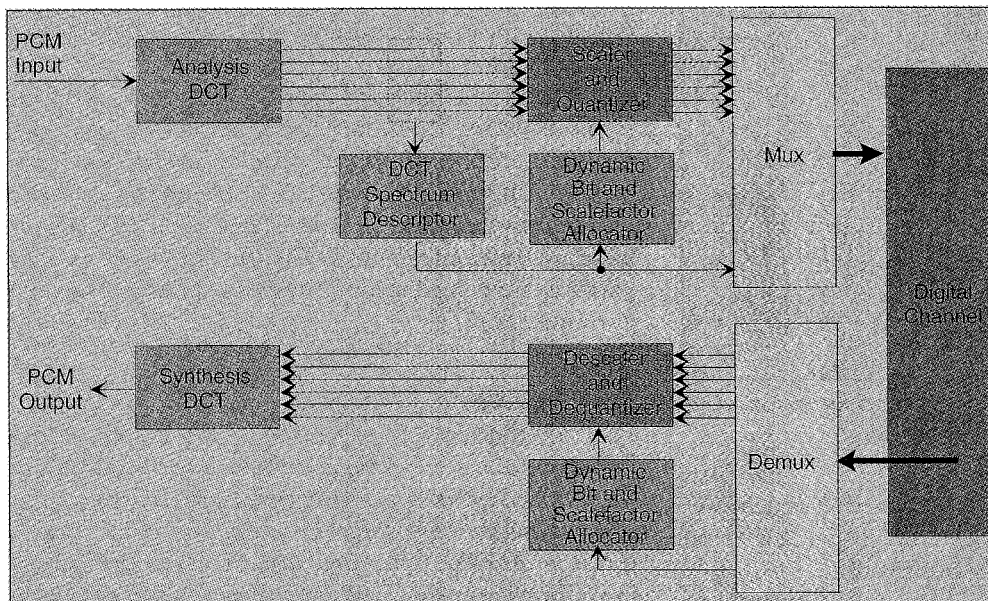 PCM
Input
Analysis
DCT
Scaler
and
Quantizer
Mux
DCT
Spectrum
Descriptor
Dynamic
Bit and
Scalefactor
Allocator
Digital
Channel
PCM
Output
Synthesis
DCT
Descaler
and
Dequantizer
Demux
Dynamic
Bit and
Scalefactor
Allocator